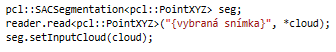 pcl::SACSegmentation<pcl::PointXYZ> seg;
reader.read<pcl::PointXYZ>("{vybraná snímka}", *cloud);
seg.setInputCloud(cloud);